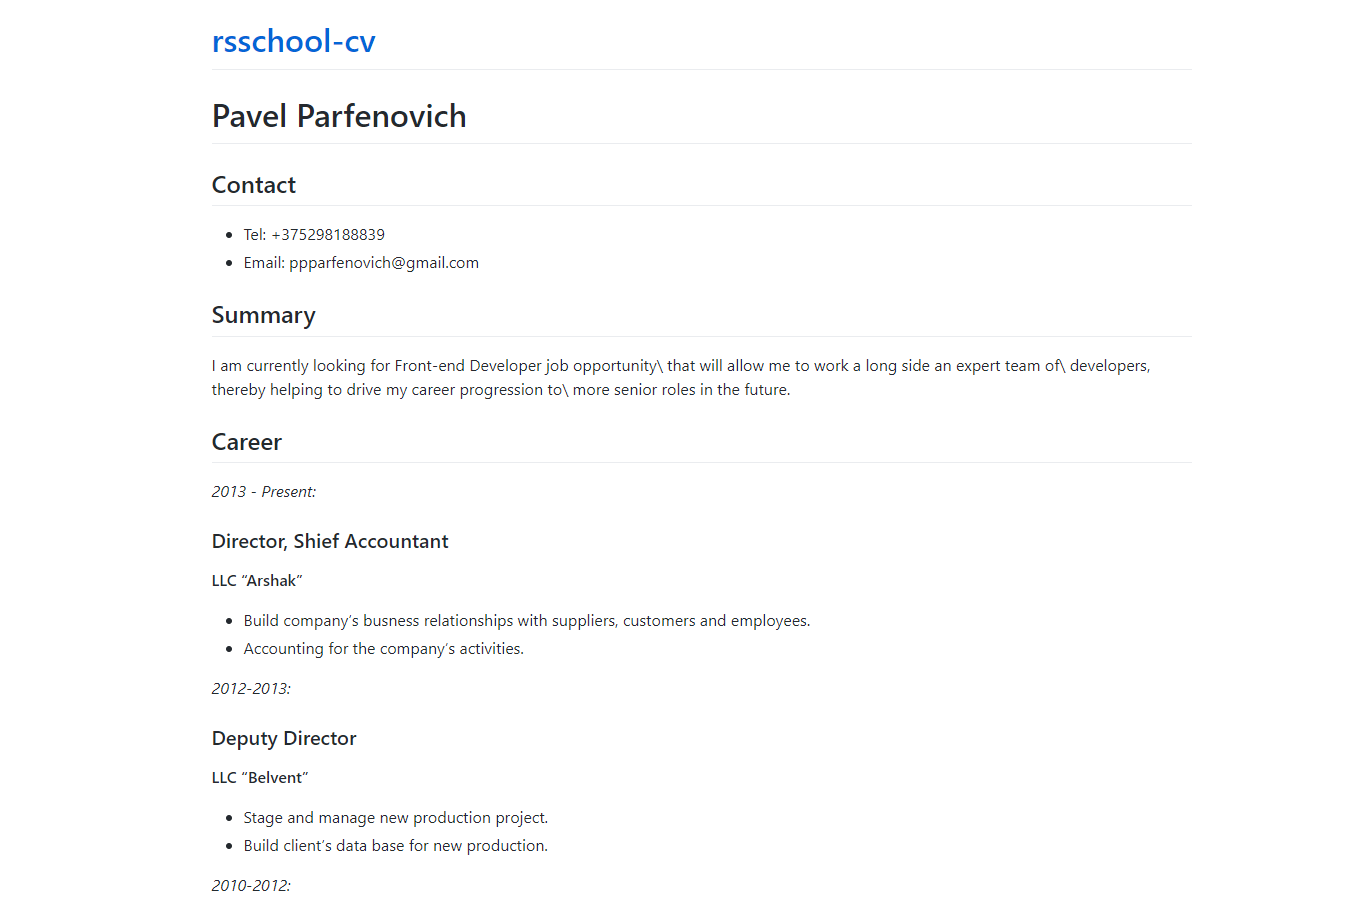 rsschool-cv
Pavel Parfenovich
Contact
Tel: +375298188839
Email: ppparfenovich@gmail.com
Summary
I am currently looking for Front-end Developer job opportunity\ that will allow me to work a long side an expert team of\ developers,
thereby helping to drive my career progression to\ more senior roles in the future.
Career
2013 - Present:
Director, Shief Accountant
LLC “Arshak”
Build company’s busness relationships with suppliers, customers and employees.
Accounting for the company’s activities.
2012-2013:
Deputy Director
LLC “Belvent”
Stage and manage new production project.
Build client’s data base for new production.
2010-2012: